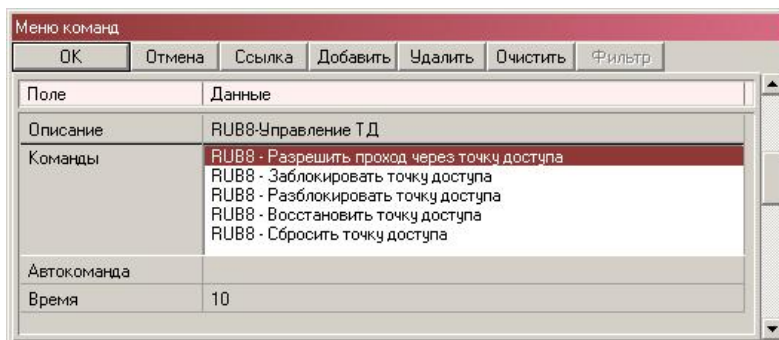 Меню команд
OK Отмена Ссылка Добавить Удалить Очистить Фильтр
Поле Данные
Описание RUB8-Управление ТД
Команды RUB8 - Разрешить проход через точку доступа
RUB8 - Заблокировать точку доступа
RUB8 - Разблокировать точку доступа
RUB8 - Восстановить точку доступа
RUB8 - Сбросить точку доступа
Автокоманда
Время 10